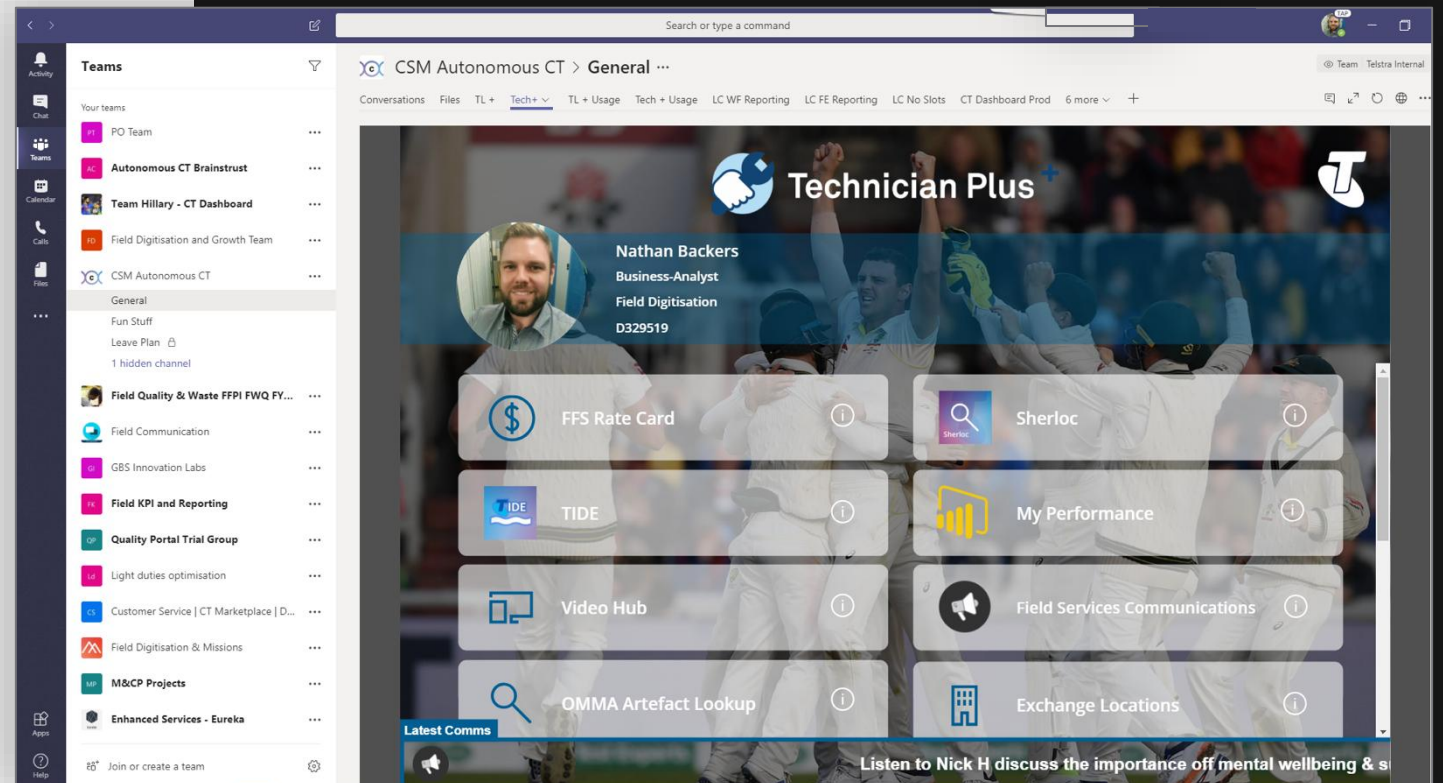 Search or type a command
TAP
Activity
Chat
Teams
Calendar
Calls
Files
Apps
Help
Teams
Your teams
PT PO Team
AC Autonomous CT Brainstrust
Team Hillary - CT Dashboard
FD Field Digitisation and Growth Team
CSM Autonomous CT
General
Fun Stuff
Leave Plan
1 hidden channel
Field Quality & Waste FFPI FWQ FY...
Field Communication
GI GBS Innovation Labs
FK Field KPI and Reporting
QP Quality Portal Trial Group
Ld Light duties optimisation
CS Customer Service | CT Marketplace | D...
Field Digitisation & Missions
MP M&CP Projects
Enhanced Services - Eureka
Join or create a team
CSM Autonomous CT > General ...
Team Telstra Internal
Conversations Files TL + Tech+ TL + Usage Tech + Usage LC WF Reporting LC FE Reporting LC No Slots CT Dashboard Prod 6 more +
Technician Plus+
T
Nathan Backers
Business-Analyst
Field Digitisation
D329519
$ FFS Rate Card i
Sherloc Sherloc i
TIDE TIDE i
My Performance i
Video Hub i
Field Services Communications i
OMMA Artefact Lookup i
Exchange Locations i
Latest Comms
Listen to Nick H discuss the importance off mental wellbeing & s